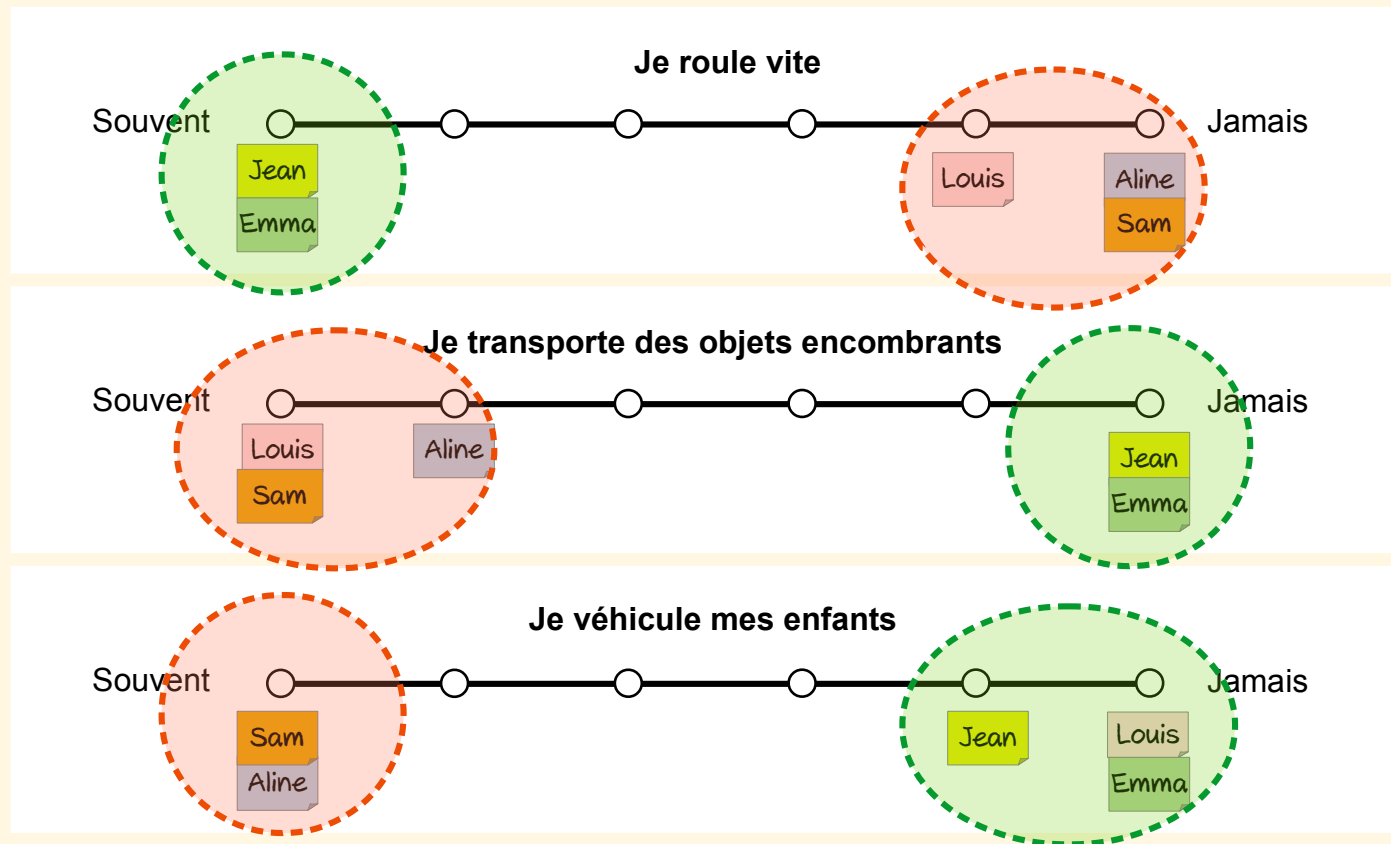 Je roule vite
Souvent
Jamais
Jean
Emma
Louis
Aline
Sam
Je transporte des objets encombrants
Souvent
Jamais
Louis
Sam
Aline
Jean
Emma
Je véhicule mes enfants
Souvent
Jamais
Sam
Aline
Jean
Louis
Emma